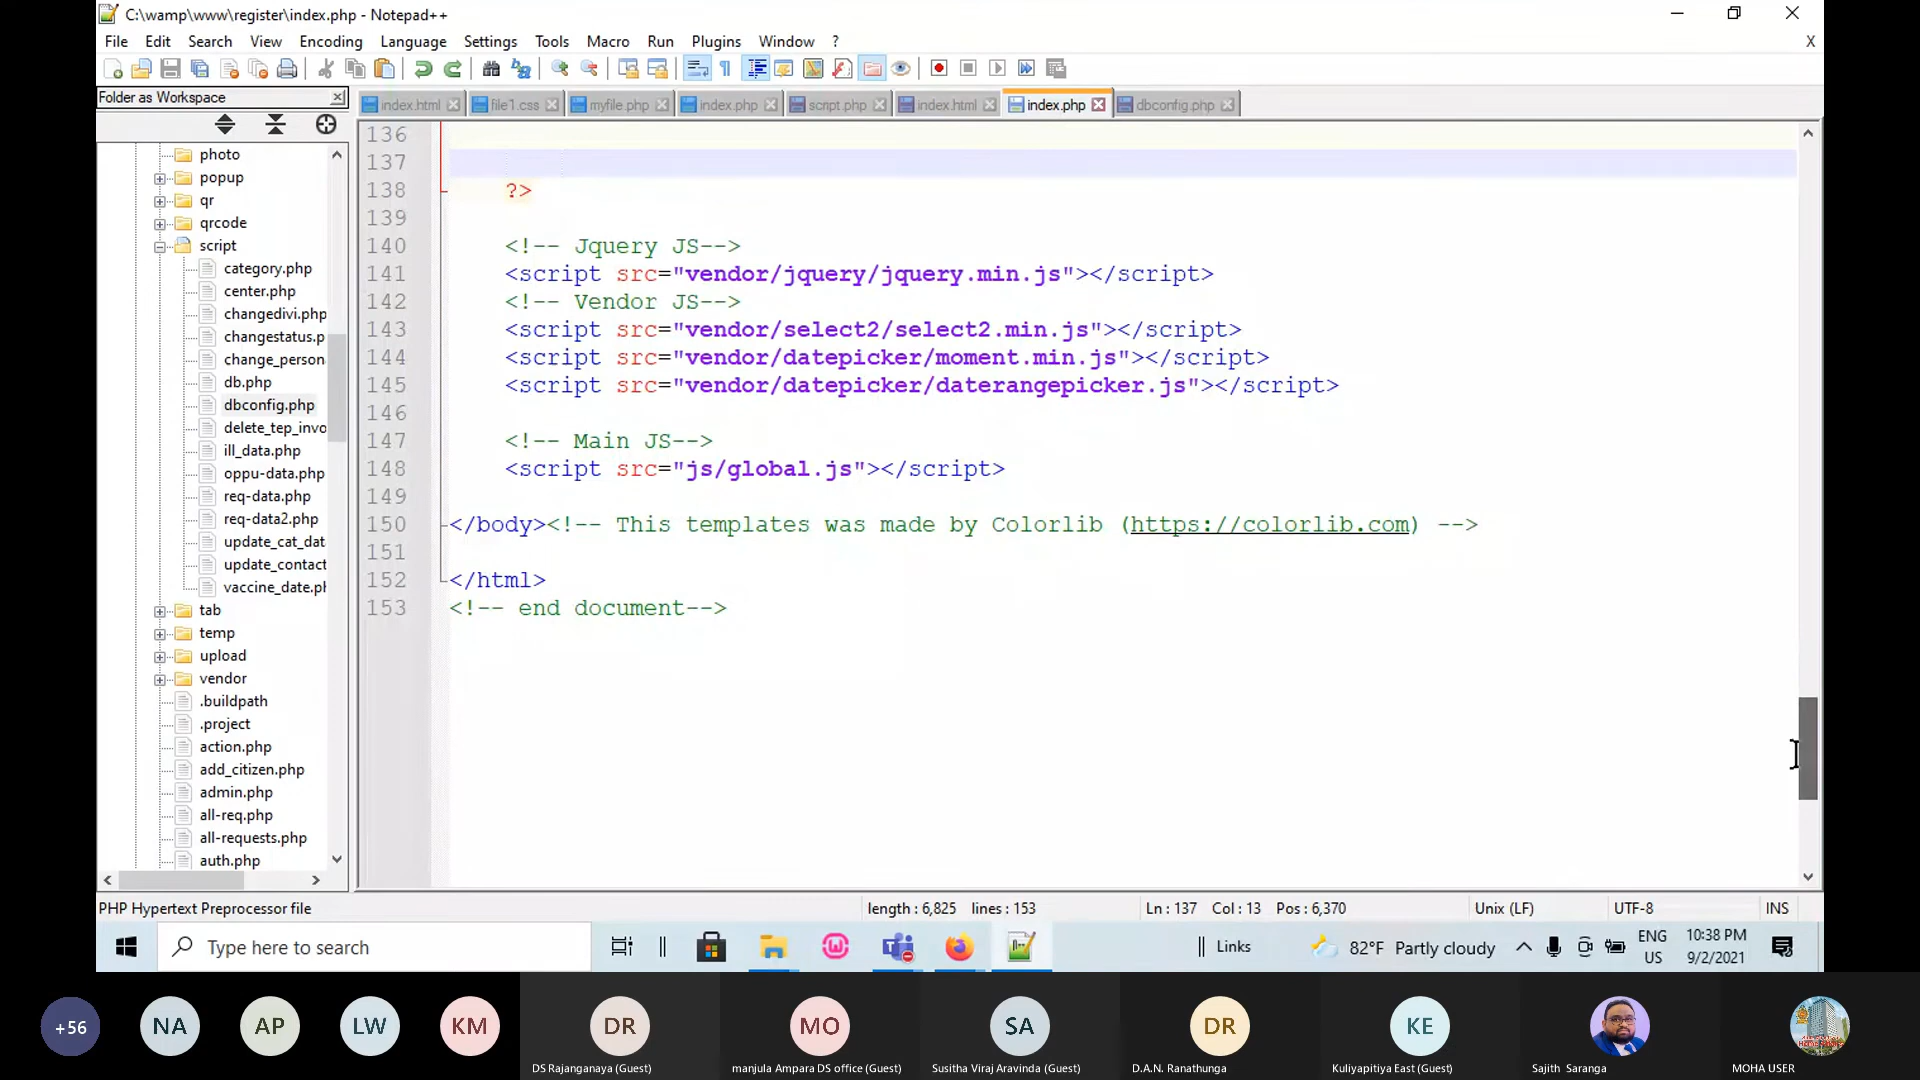 C:\wamp\www\register\index.php - Notepad++
File Edit Search View Encoding Language Settings Tools Macro Run Plugins Window ? X
Folder as Workspace
index.html file1.css myfile.php index.php script.php index.html index.php dbconfig.php
photo
popup
qr
qrcode
script
category.php
center.php
changedivi.php
changestatus.p
change_person
db.php
dbconfig.php
delete_tep_invo
ill_data.php
oppu-data.php
req-data.php
req-data2.php
update_cat_dat
update_contact
vaccine_date.ph
tab
temp
upload
vendor
.buildpath
.project
action.php
add_citizen.php
admin.php
all-req.php
all-requests.php
auth.php
136
137
138 ?>
139
140 <!-- Jquery JS-->
141 <script src="vendor/jquery/jquery.min.js"></script>
142 <!-- Vendor JS-->
143 <script src="vendor/select2/select2.min.js"></script>
144 <script src="vendor/datepicker/moment.min.js"></script>
145 <script src="vendor/datepicker/daterangepicker.js"></script>
146
147 <!-- Main JS-->
148 <script src="js/global.js"></script>
149
150 </body><!-- This templates was made by Colorlib (https://colorlib.com) -->
151
152 </html>
153 <!-- end document-->
PHP Hypertext Preprocessor file length : 6,825 lines : 153 Ln : 137 Col : 13 Pos : 6,370 Unix (LF) UTF-8 INS
Type here to search Links 82°F Partly cloudy ENG US 10:38 PM 9/2/2021
+56 NA AP LW KM DR MO SA DR KE
DS Rajanganaya (Guest) manjula Ampara DS office (Guest) Susitha Viraj Aravinda (Guest) D.A.N. Ranathunga Kuliyapitiya East (Guest) Sajith Saranga MOHA USER